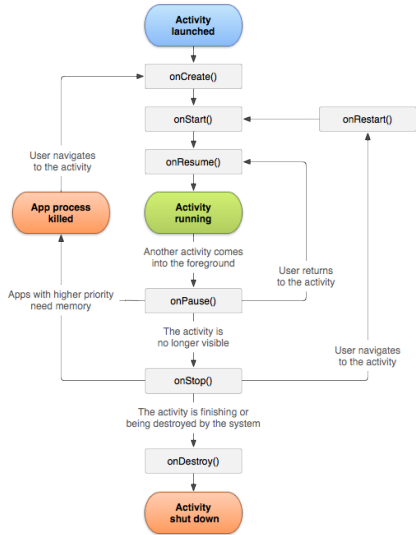 Activity
launched
onCreate()
onStart()
onRestart()
User navigates
to the activity
onResume()
App process
killed
Activity
running
Another activity comes
into the foreground
User returns
to the activity
Apps with higher priority
need memory
onPause()
The activity is
no longer visible
User navigates
to the activity
onStop()
The activity is finishing or
being destroyed by the system
onDestroy()
Activity
shut down